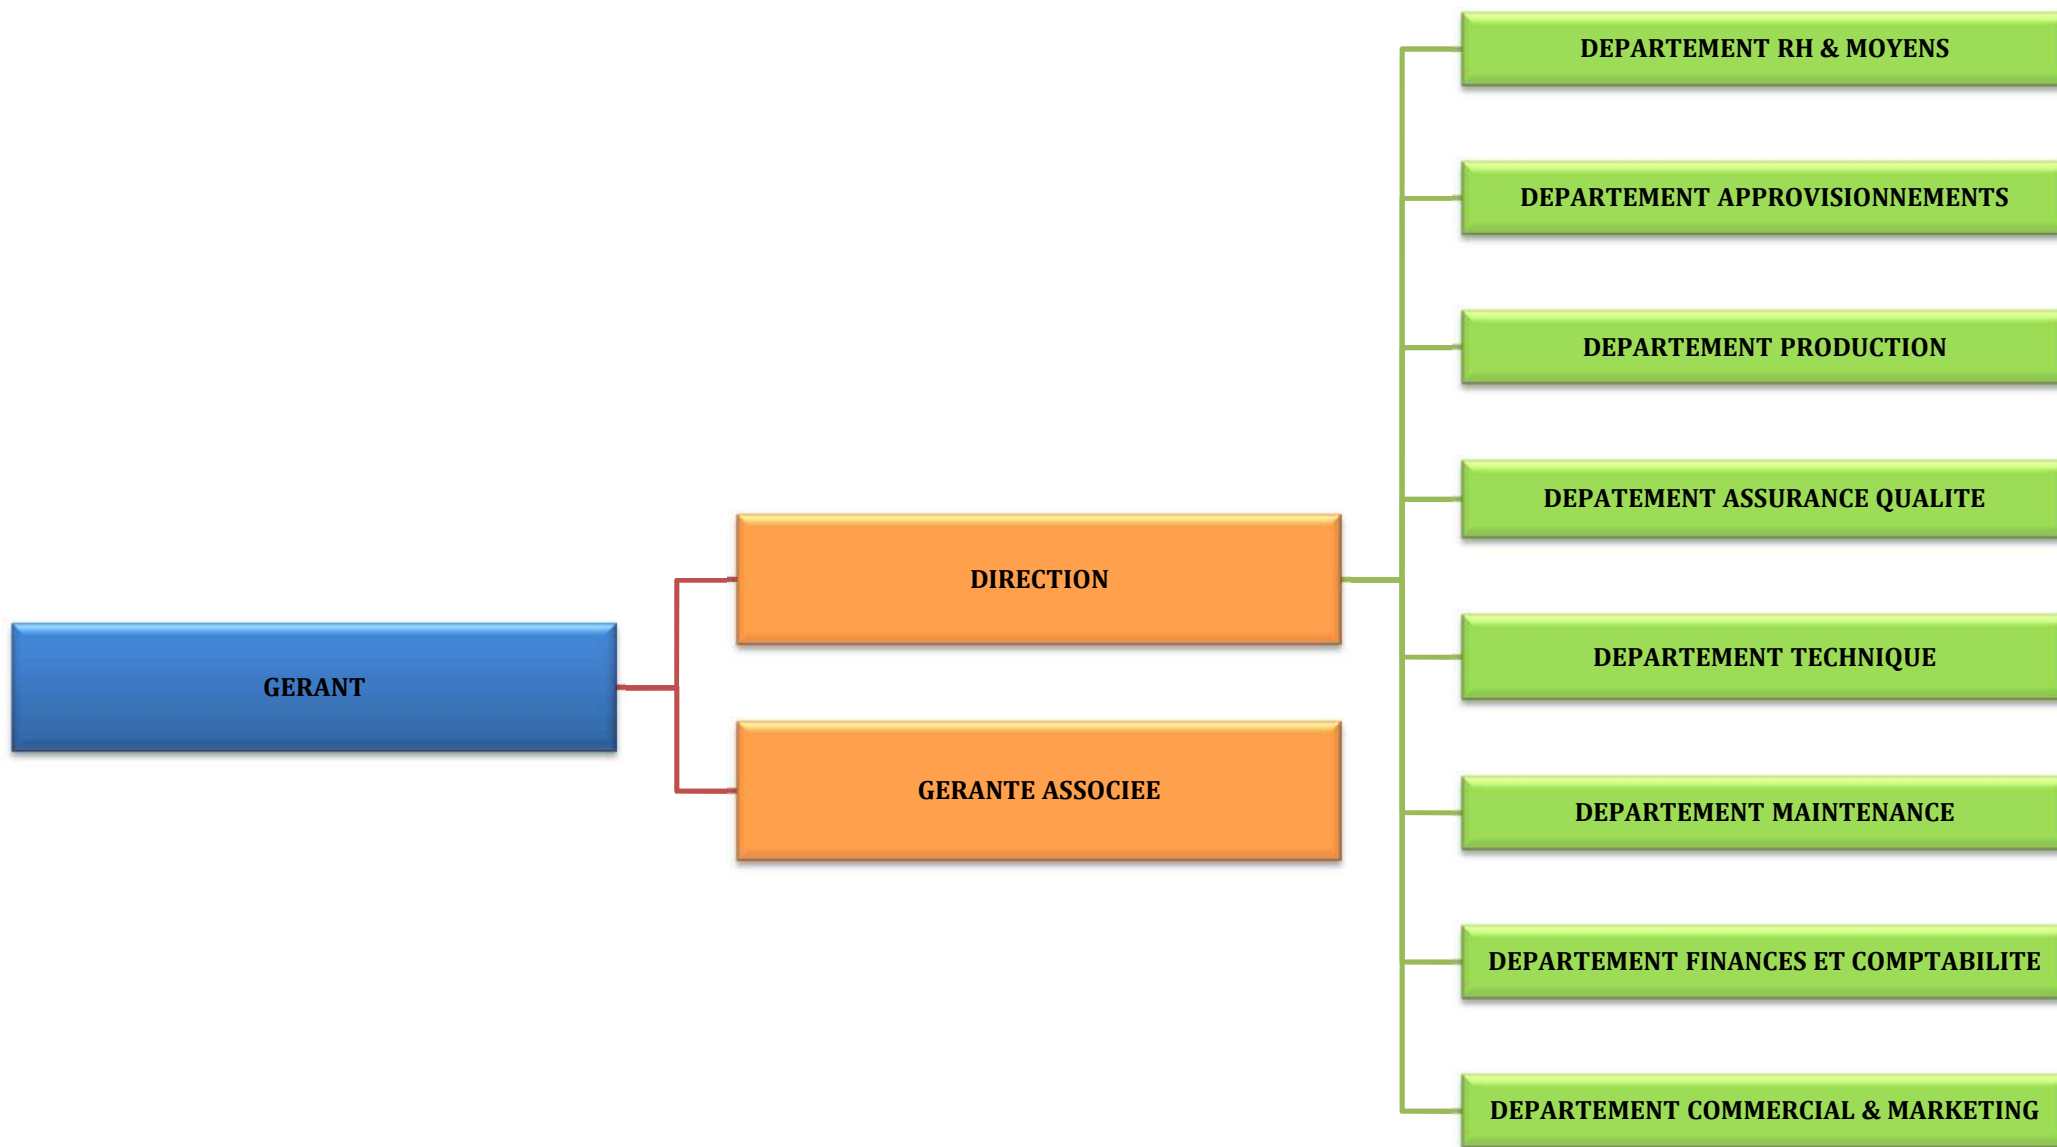 GERANT
DIRECTION
GERANTE ASSOCIEE
DEPARTEMENT RH & MOYENS
DEPARTEMENT APPROVISIONNEMENTS
DEPARTEMENT PRODUCTION
DEPATEMENT ASSURANCE QUALITE
DEPARTEMENT TECHNIQUE
DEPARTEMENT MAINTENANCE
DEPARTEMENT FINANCES ET COMPTABILITE
DEPARTEMENT COMMERCIAL & MARKETING